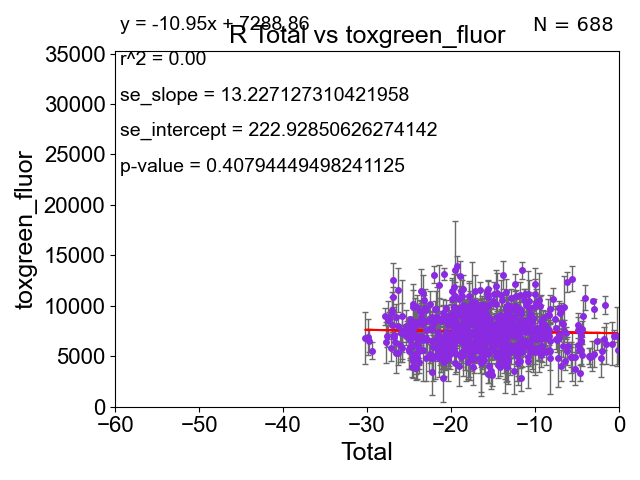 y = -10.95x + 7288.86
N = 688
R Total vs toxgreen_fluor
r^2 = 0.00
se_slope = 13.227127310421958
se_intercept = 222.92850626274142
p-value = 0.40794449498241125
35000
30000
25000
20000
15000
10000
5000
0
toxgreen_fluor
−60
−50
−40
−30
−20
−10
0
Total